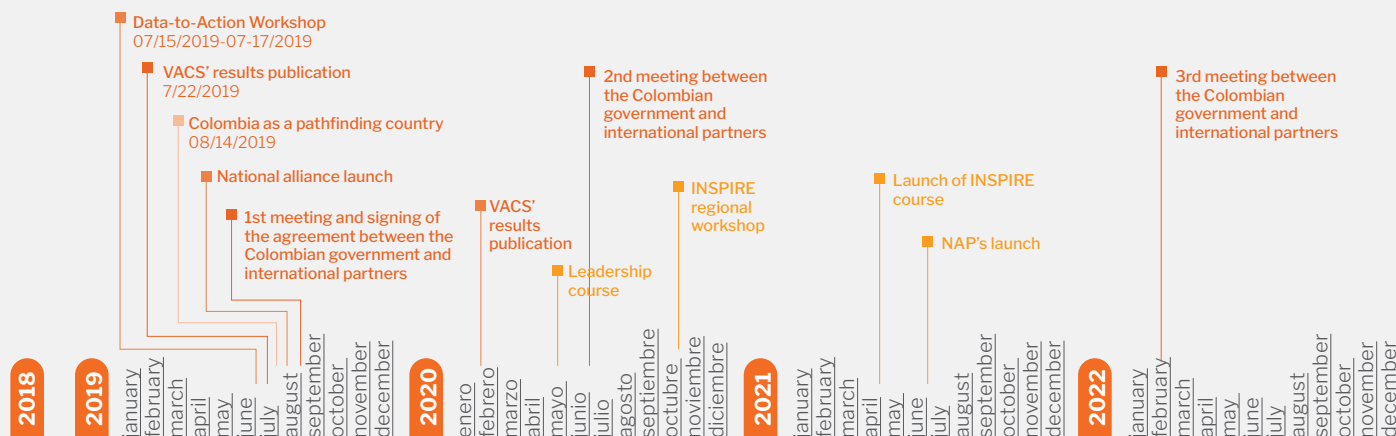 Data-to-Action Workshop
07/15/2019-07-17/2019
VACS’ results publication
7/22/2019
Colombia as a pathfinding country
08/14/2019
National alliance launch
1st meeting and signing of
the agreement between the
Colombian government and
international partners
VACS’
results
publication
Leadership
course
2nd meeting between
the Colombian
government and
international partners
INSPIRE
regional
workshop
Launch of INSPIRE
course
NAP’s launch
3rd meeting between
the Colombian
government and
international partners
2018
2019
january
february
march
april
may
june
july
august
september
october
november
december
2020
enero
febrero
marzo
abril
mayo
junio
julio
agosto
septiembre
octubre
noviembre
diciembre
2021
january
february
march
april
may
june
july
august
september
october
november
december
2022
january
february
march
april
may
june
july
august
september
october
november
december